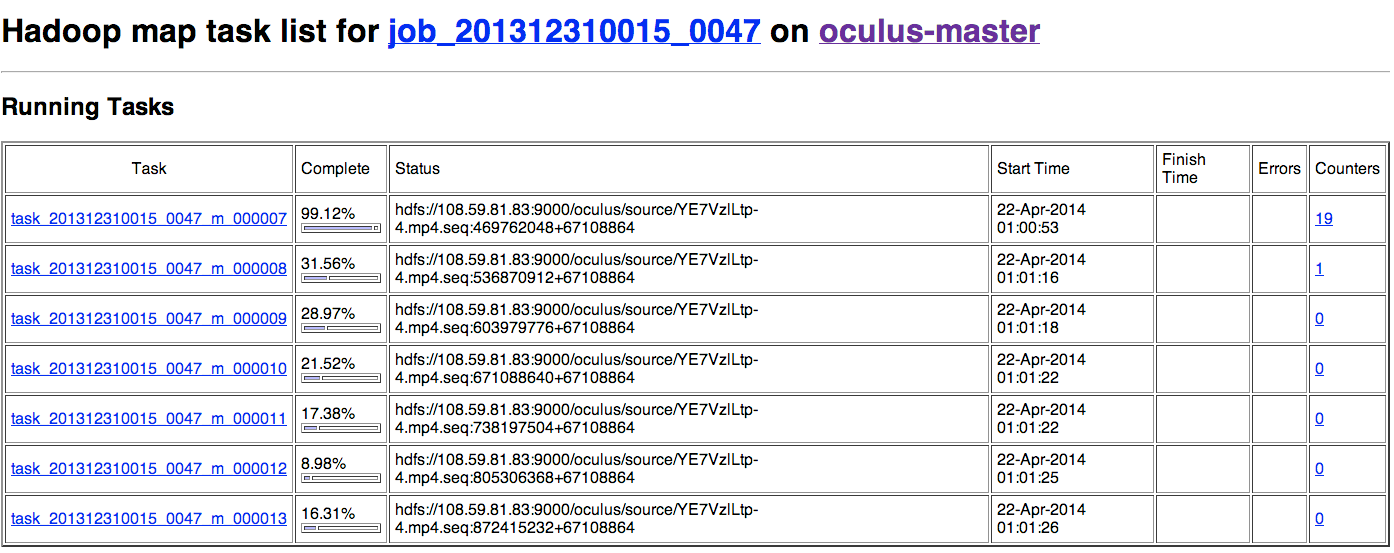 Hadoop map task list for job_201312310015_0047 on oculus-master
Running Tasks
Task Complete Status Start Time Finish Time Errors Counters
task_201312310015_0047_m_000007 99.12% hdfs://108.59.81.83:9000/oculus/source/YE7VzlLtp-4.mp4.seq:469762048+67108864 22-Apr-2014 01:00:53 19
task_201312310015_0047_m_000008 31.56% hdfs://108.59.81.83:9000/oculus/source/YE7VzlLtp-4.mp4.seq:536870912+67108864 22-Apr-2014 01:01:16 1
task_201312310015_0047_m_000009 28.97% hdfs://108.59.81.83:9000/oculus/source/YE7VzlLtp-4.mp4.seq:603979776+67108864 22-Apr-2014 01:01:18 0
task_201312310015_0047_m_000010 21.52% hdfs://108.59.81.83:9000/oculus/source/YE7VzlLtp-4.mp4.seq:671088640+67108864 22-Apr-2014 01:01:22 0
task_201312310015_0047_m_000011 17.38% hdfs://108.59.81.83:9000/oculus/source/YE7VzlLtp-4.mp4.seq:738197504+67108864 22-Apr-2014 01:01:22 0
task_201312310015_0047_m_000012 8.98% hdfs://108.59.81.83:9000/oculus/source/YE7VzlLtp-4.mp4.seq:805306368+67108864 22-Apr-2014 01:01:25 0
task_201312310015_0047_m_000013 16.31% hdfs://108.59.81.83:9000/oculus/source/YE7VzlLtp-4.mp4.seq:872415232+67108864 22-Apr-2014 01:01:26 0